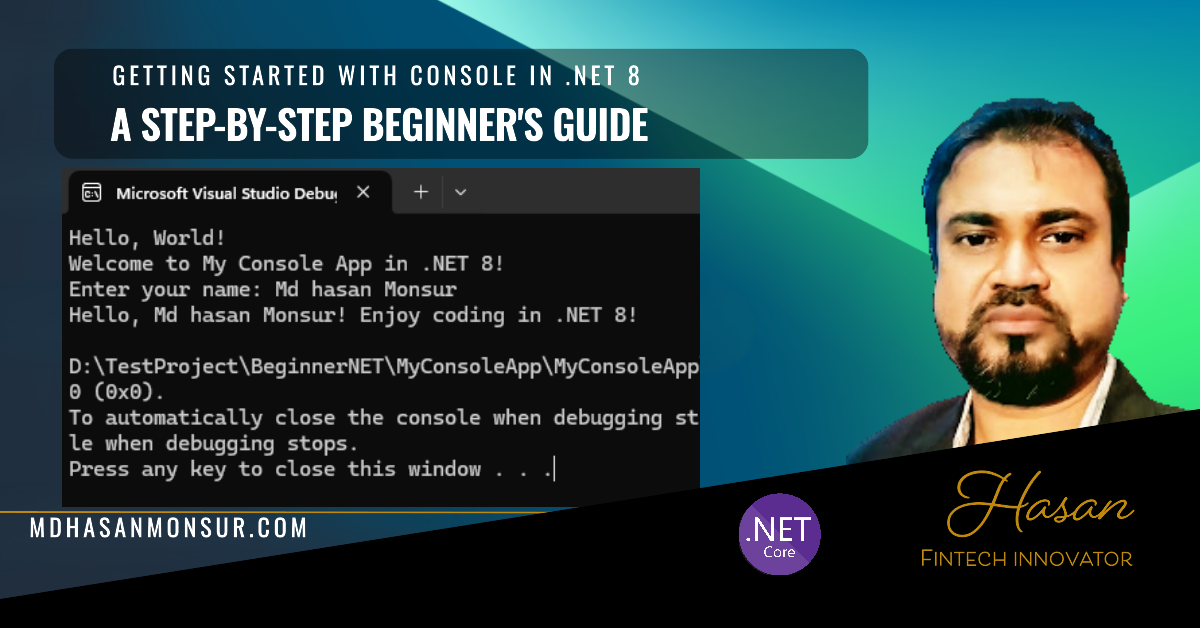 GETTING STARTED WITH CONSOLE IN .NET 8
A STEP-BY-STEP BEGINNER'S GUIDE
Microsoft Visual Studio Debu
Hello, World!
Welcome to My Console App in .NET 8!
Enter your name: Md hasan Monsur
Hello, Md hasan Monsur! Enjoy coding in .NET 8!
D:\TestProject\BeginnerNET\MyConsoleApp\MyConsoleApp
0 (0x0).
To automatically close the console when debugging st
le when debugging stops.
Press any key to close this window . . .
MDHASANMONSUR.COM
.NET
Core
Hasan
FINTECH INNOVATOR